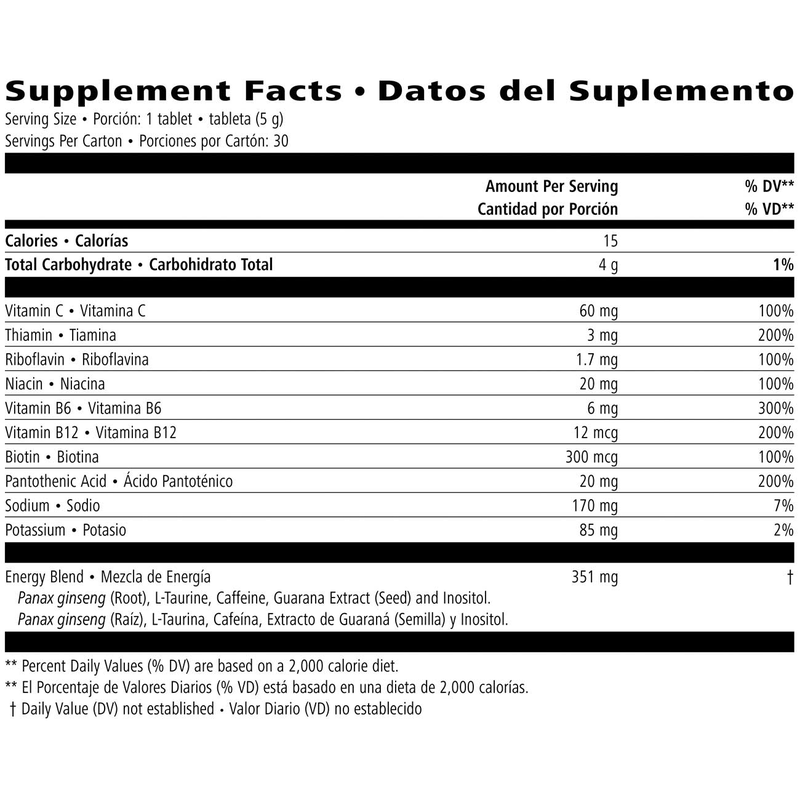 Supplement Facts • Datos del Suplemento
Serving Size • Porción: 1 tablet • tableta (5 g)
Servings Per Carton • Porciones por Cartón: 30
Amount Per Serving % DV**
Cantidad por Porción % VD**
Calories • Calorías 15
Total Carbohydrate • Carbohidrato Total 4 g 1%
Vitamin C • Vitamina C 60 mg 100%
Thiamin • Tiamina 3 mg 200%
Riboflavin • Riboflavina 1.7 mg 100%
Niacin • Niacina 20 mg 100%
Vitamin B6 • Vitamina B6 6 mg 300%
Vitamin B12 • Vitamina B12 12 mcg 200%
Biotin • Biotina 300 mcg 100%
Pantothenic Acid • Ácido Pantoténico 20 mg 200%
Sodium • Sodio 170 mg 7%
Potassium • Potasio 85 mg 2%
Energy Blend • Mezcla de Energía 351 mg †
Panax ginseng (Root), L-Taurine, Caffeine, Guarana Extract (Seed) and Inositol.
Panax ginseng (Raíz), L-Taurina, Cafeína, Extracto de Guaraná (Semilla) y Inositol.
** Percent Daily Values (% DV) are based on a 2,000 calorie diet.
** El Porcentaje de Valores Diarios (% VD) está basado en una dieta de 2,000 calorías.
† Daily Value (DV) not established • Valor Diario (VD) no establecido